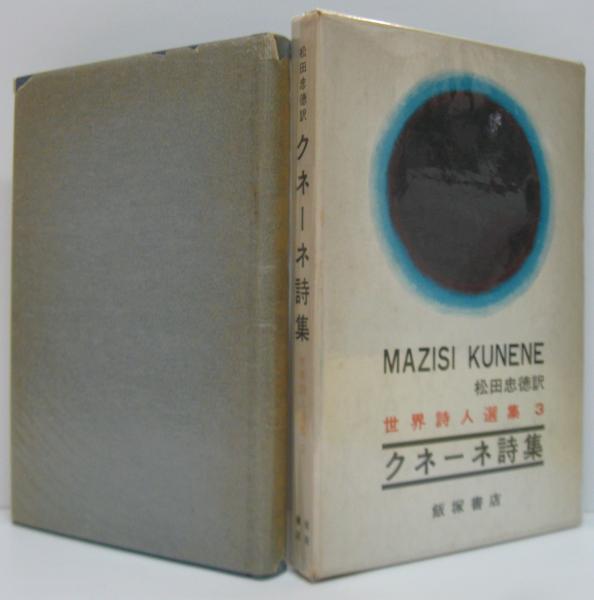 松田忠徳訳 クネーネ詩集
MAZISI KUNENE
松田忠徳訳
世界詩人選集 3
クネーネ詩集
飯塚書店